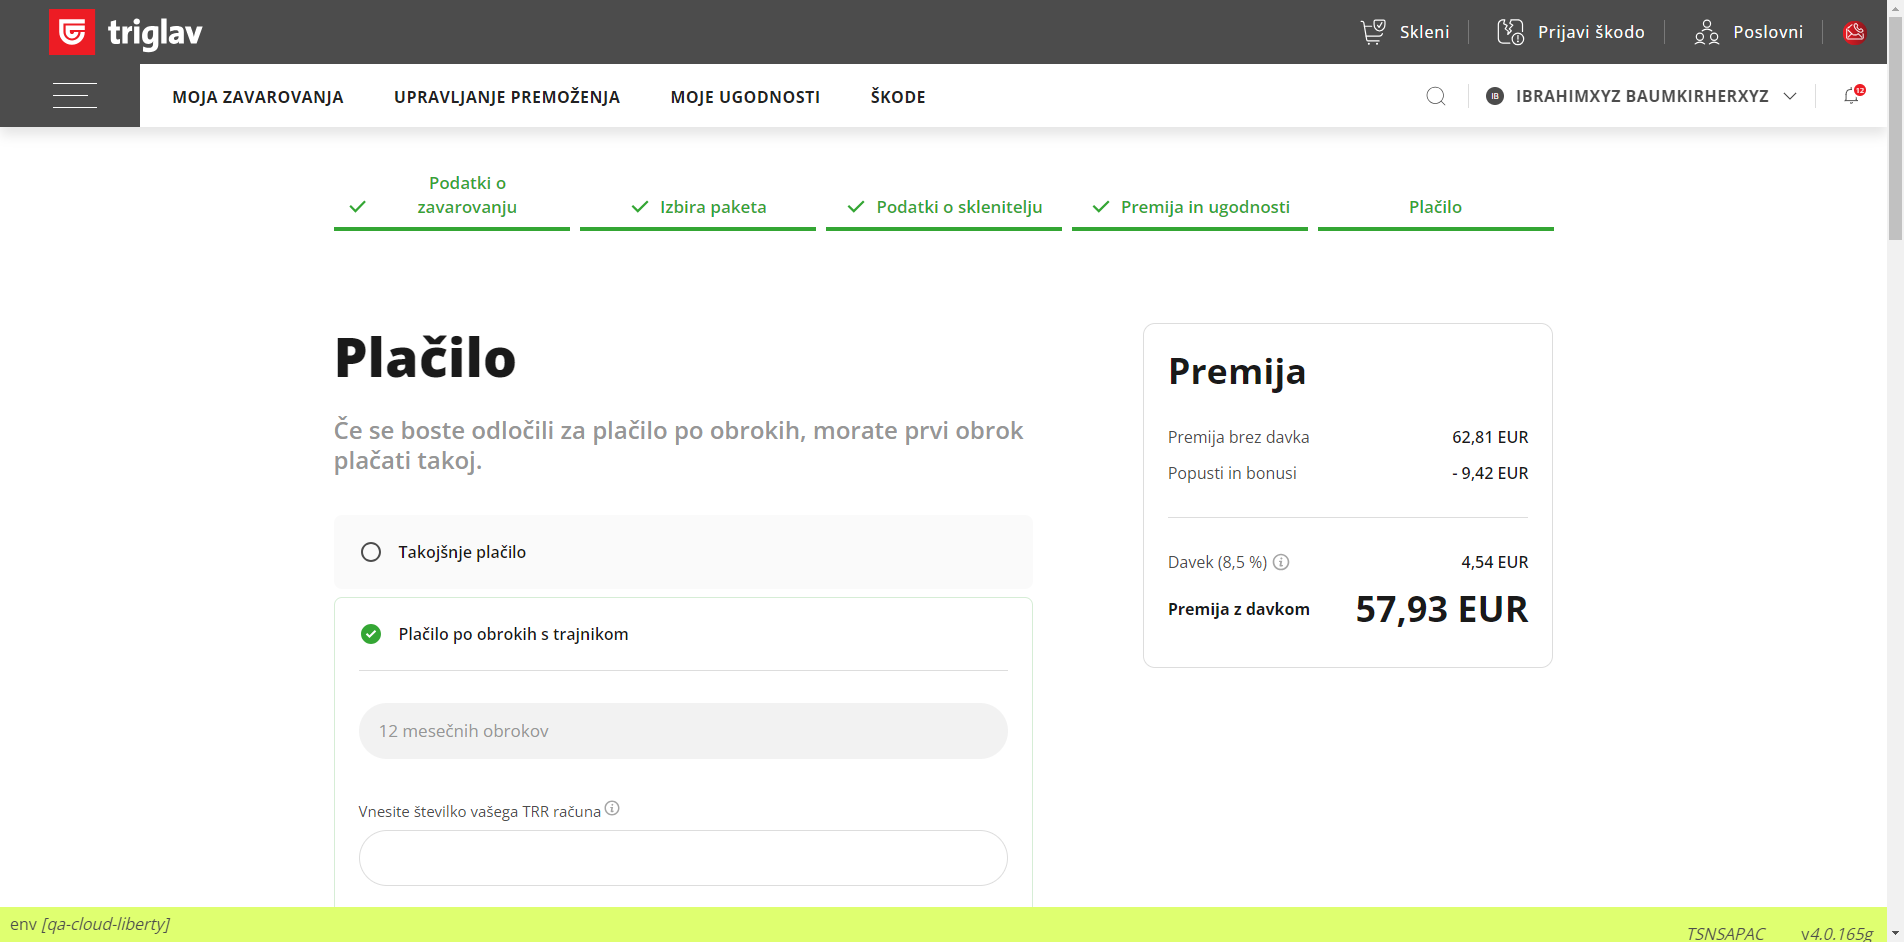 triglav
Skleni
Prijavi škodo
Poslovni
MOJA ZAVAROVANJA
UPRAVLJANJE PREMOŽENJA
MOJE UGODNOSTI
ŠKODE
IB
IBRAHIMXYZ BAUMKIRHERXYZ
12
Podatki o
zavarovanju
Izbira paketa
Podatki o sklenitelju
Premija in ugodnosti
Plačilo
Plačilo
Če se boste odločili za plačilo po obrokih, morate prvi obrok
plačati takoj.
Takojšnje plačilo
Plačilo po obrokih s trajnikom
12 mesečnih obrokov
Vnesite številko vašega TRR računa
Premija
Premija brez davka 62,81 EUR
Popusti in bonusi - 9,42 EUR
Davek (8,5 %) 4,54 EUR
Premija z davkom 57,93 EUR
env [qa-cloud-liberty]
TSNSAPAC v4.0.165g